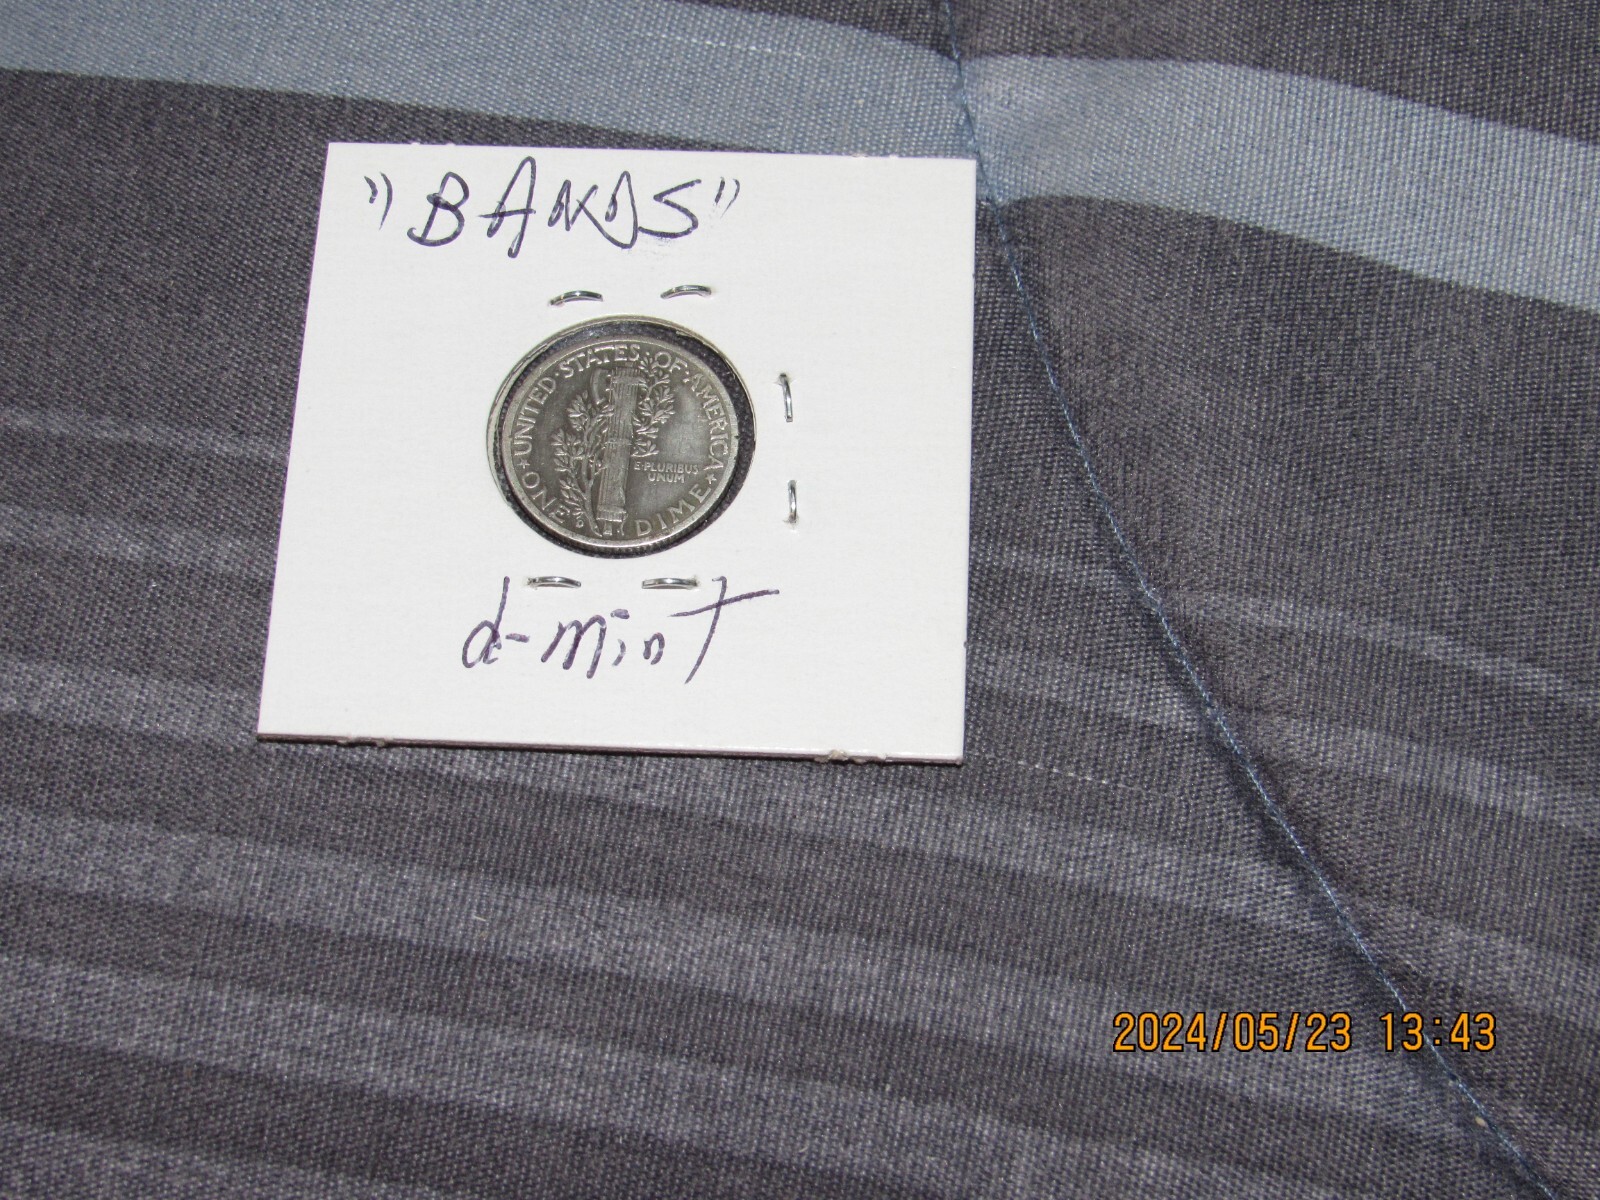 "BANDS"
UNITED·STATES·OF·AMERICA
E·PLURIBUS
UNUM
ONE DIME
D
d-minT
2024/05/23 13:43